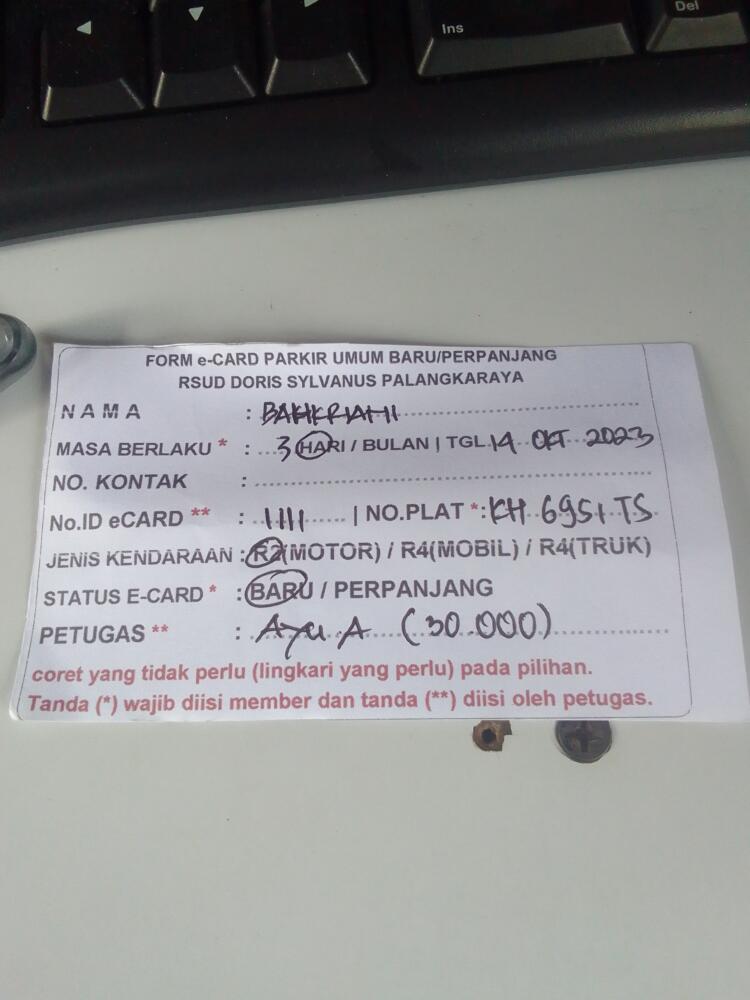 Ins
Del
FORM e-CARD PARKIR UMUM BARU/PERPANJANG
RSUD DORIS SYLVANUS PALANGKARAYA
NAMA :
MASA BERLAKU * : 3 HARI / BULAN | TGL 14 OKT 2023
NO. KONTAK :
No.ID eCARD ** : 1111 | NO.PLAT *: KH 6951 TS
JENIS KENDARAAN : R2(MOTOR) / R4(MOBIL) / R4(TRUK)
STATUS E-CARD * : BARU / PERPANJANG
PETUGAS ** : Ayu A (30.000)
coret yang tidak perlu (lingkari yang perlu) pada pilihan.
Tanda (*) wajib diisi member dan tanda (**) diisi oleh petugas.